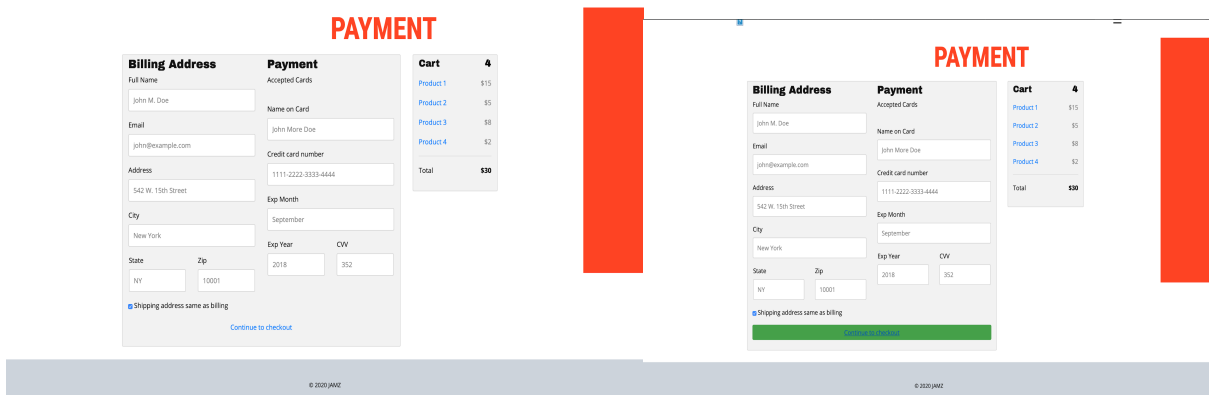 PAYMENT
Billing Address
Full Name
John M. Doe
Email
john@example.com
Address
542 W. 15th Street
City
New York
State Zip
NY 10001
Shipping address same as billing
Payment
Accepted Cards
Name on Card
John More Doe
Credit card number
1111-2222-3333-4444
Exp Month
September
Exp Year CVV
2018 352
Continue to checkout
Cart 4
Product 1 $15
Product 2 $5
Product 3 $8
Product 4 $2
Total $30
© 2020 JAMZ
PAYMENT
Billing Address
Full Name
John M. Doe
Email
john@example.com
Address
542 W. 15th Street
City
New York
State Zip
NY 10001
Shipping address same as billing
Payment
Accepted Cards
Name on Card
John More Doe
Credit card number
1111-2222-3333-4444
Exp Month
September
Exp Year CVV
2018 352
Continue to checkout
Cart 4
Product 1 $15
Product 2 $5
Product 3 $8
Product 4 $2
Total $30
© 2020 JAMZ